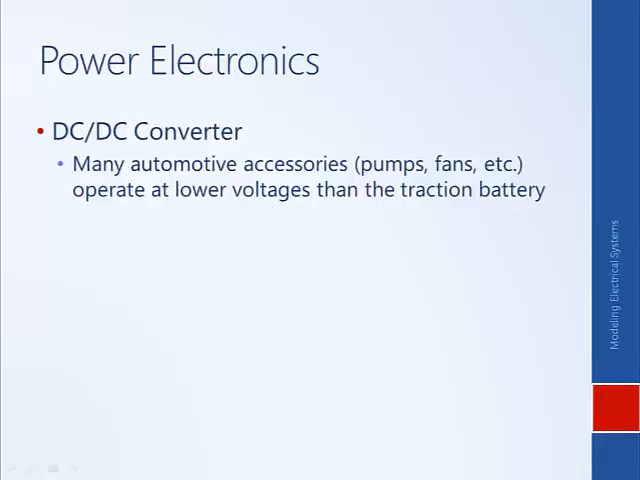 Power Electronics
• DC/DC Converter
• Many automotive accessories (pumps, fans, etc.)
operate at lower voltages than the traction battery
Modeling Electrical Systems